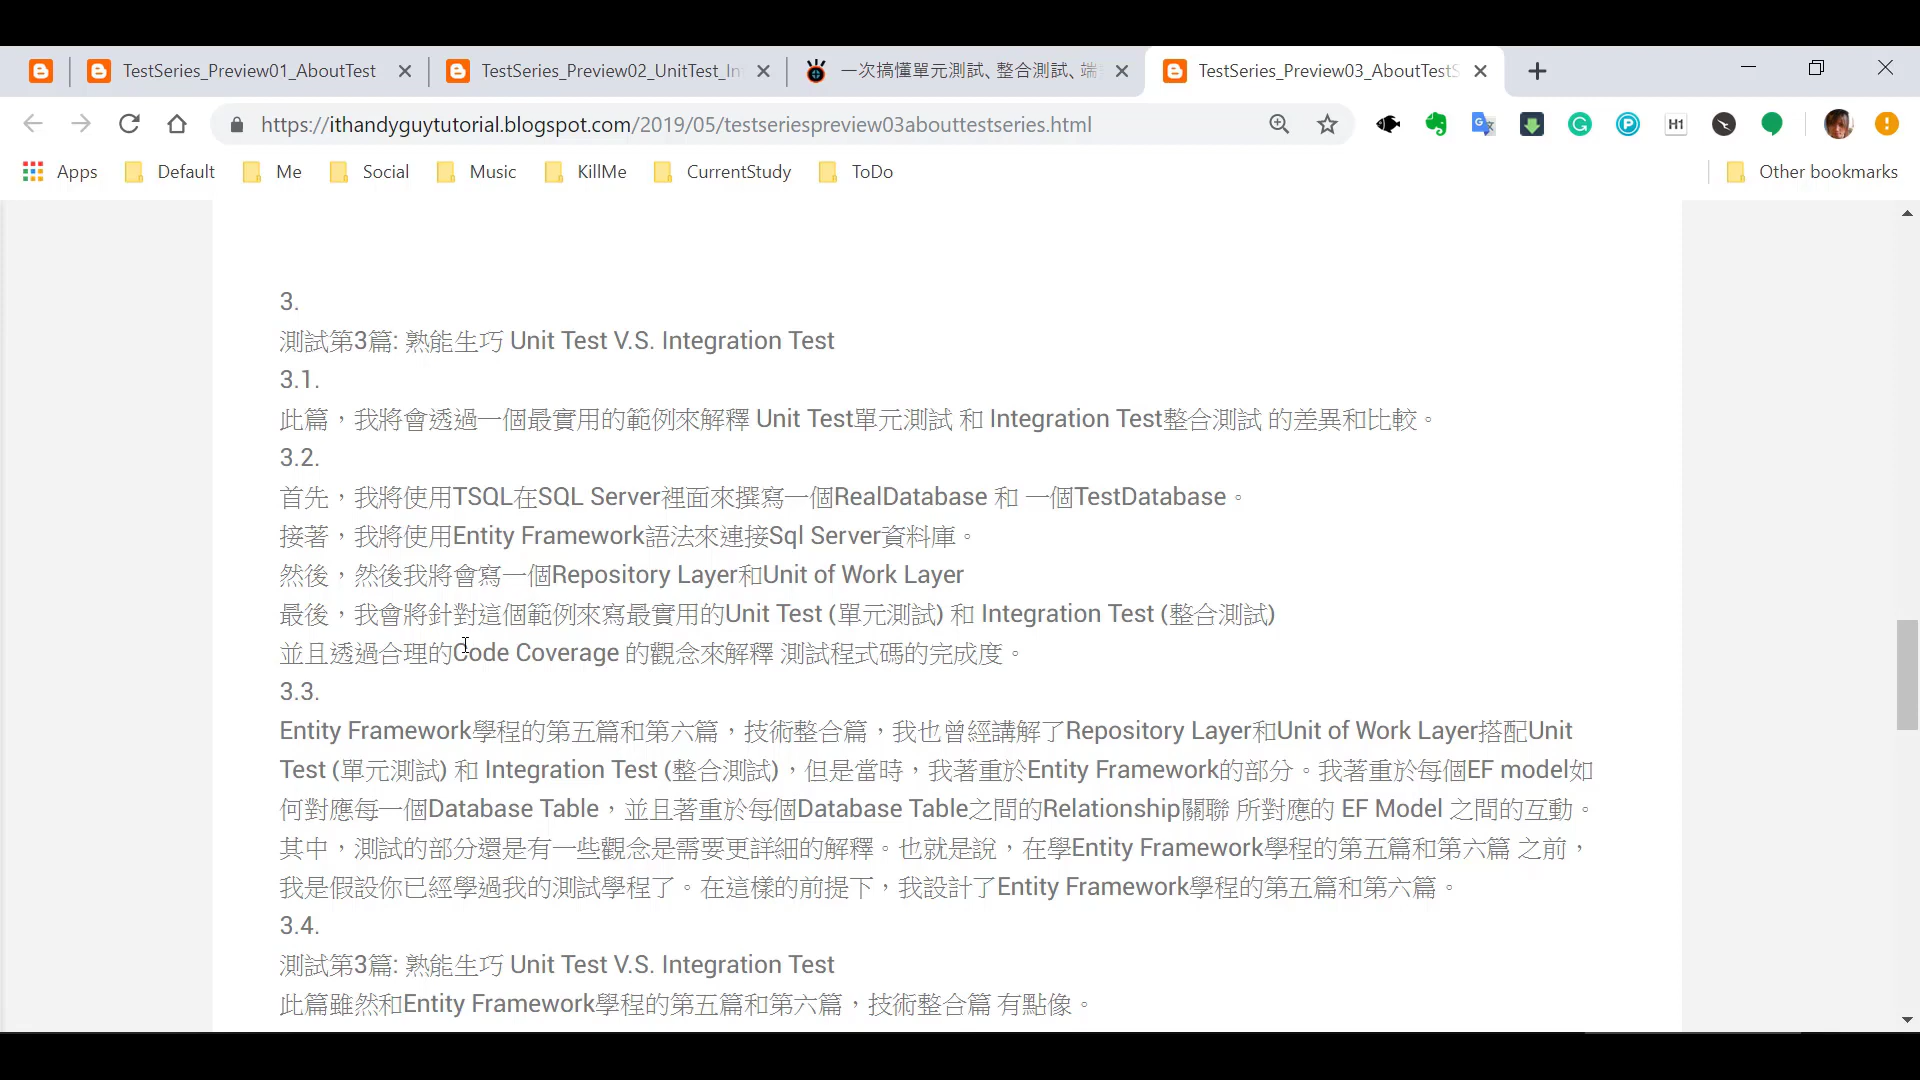 TestSeries_Preview01_AboutTest
TestSeries_Preview02_UnitTest_In
一次搞懂單元測試、整合測試、端
TestSeries_Preview03_AboutTestS
https://ithandyguytutorial.blogspot.com/2019/05/testseriespreview03abouttestseries.html
H1
Apps
Default
Me
Social
Music
KillMe
CurrentStudy
ToDo
Other bookmarks
3.
測試第3篇: 熟能生巧 Unit Test V.S. Integration Test
3.1.
此篇，我將會透過一個最實用的範例來解釋 Unit Test單元測試 和 Integration Test整合測試 的差異和比較。
3.2.
首先，我將使用TSQL在SQL Server裡面來撰寫一個RealDatabase 和 一個TestDatabase。
接著，我將使用Entity Framework語法來連接Sql Server資料庫。
然後，然後我將會寫一個Repository Layer和Unit of Work Layer
最後，我會將針對這個範例來寫最實用的Unit Test (單元測試) 和 Integration Test (整合測試)
並且透過合理的Code Coverage 的觀念來解釋 測試程式碼的完成度。
3.3.
Entity Framework學程的第五篇和第六篇，技術整合篇，我也曾經講解了Repository Layer和Unit of Work Layer搭配Unit
Test (單元測試) 和 Integration Test (整合測試)，但是當時，我著重於Entity Framework的部分。我著重於每個EF model如
何對應每一個Database Table，並且著重於每個Database Table之間的Relationship關聯 所對應的 EF Model 之間的互動。
其中，測試的部分還是有一些觀念是需要更詳細的解釋。也就是說，在學Entity Framework學程的第五篇和第六篇 之前，
我是假設你已經學過我的測試學程了。在這樣的前提下，我設計了Entity Framework學程的第五篇和第六篇。
3.4.
測試第3篇: 熟能生巧 Unit Test V.S. Integration Test
此篇雖然和Entity Framework學程的第五篇和第六篇，技術整合篇 有點像。